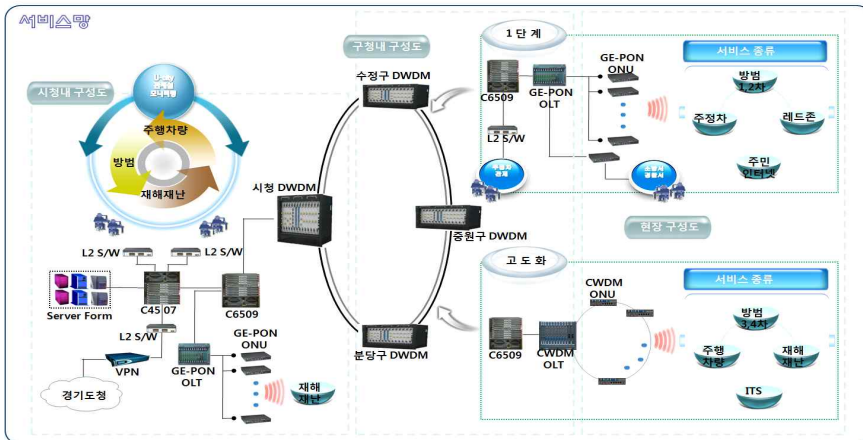 서비스망
시청내 구성도
주행차량
방범
재해재난
L2 S/W
L2 S/W
Server Form
C4507
C6509
L2 S/W
VPN
경기도청
GE-PON
OLT
GE-PON
ONU
재해
재난
시청 DWDM
구청내 구성도
수정구 DWDM
중원구 DWDM
분당구 DWDM
1 단 계
C6509
GE-PON
OLT
GE-PON
ONU
L2 S/W
서비스 종류
방범
1,2차
주정차
레드존
주민
인터넷
현장 구성도
고 도 화
C6509
CWDM
OLT
CWDM
ONU
서비스 종류
방범
3,4차
주행
차량
재해
재난
ITS